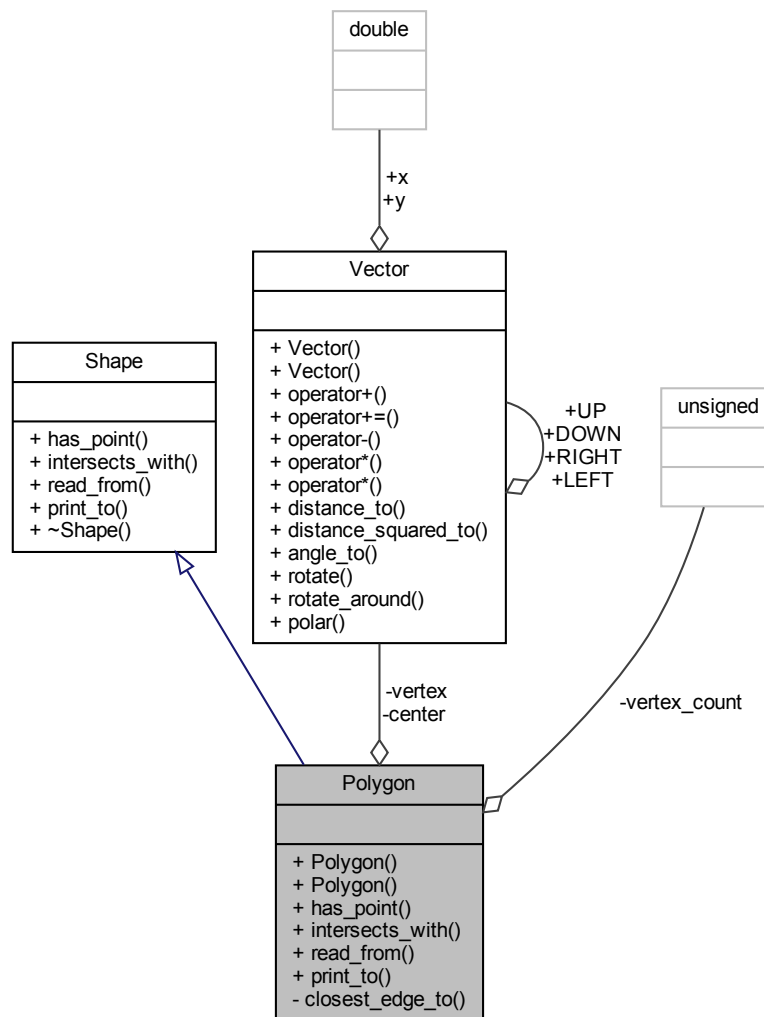 double
+x
+y
Vector
+ Vector()
+ Vector()
+ operator+()
+ operator+=()
+ operator-()
+ operator*()
+ operator*()
+ distance_to()
+ distance_squared_to()
+ angle_to()
+ rotate()
+ rotate_around()
+ polar()
Shape
+ has_point()
+ intersects_with()
+ read_from()
+ print_to()
+ ~Shape()
+UP
+DOWN
+RIGHT
+LEFT
unsigned
-vertex
-center
-vertex_count
Polygon
+ Polygon()
+ Polygon()
+ has_point()
+ intersects_with()
+ read_from()
+ print_to()
- closest_edge_to()